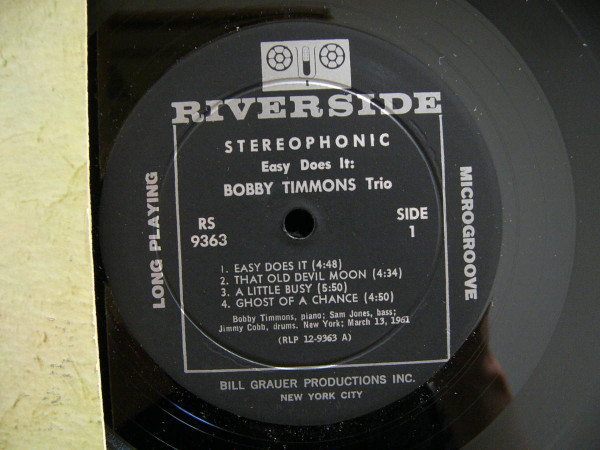 RIVERSIDE
STEREOPHONIC
Easy Does It:
BOBBY TIMMONS Trio
RS
9363
SIDE
1
LONG PLAYING
MICROGROOVE
1. EASY DOES IT (4:48)
2. THAT OLD DEVIL MOON (4:34)
3. A LITTLE BUSY (5:50)
4. GHOST OF A CHANCE (4:50)
Bobby Timmons, piano; Sam Jones, bass;
Jimmy Cobb, drums. New York; March 13, 1961
(RLP 12-9363 A)
BILL GRAUER PRODUCTIONS INC.
NEW YORK CITY